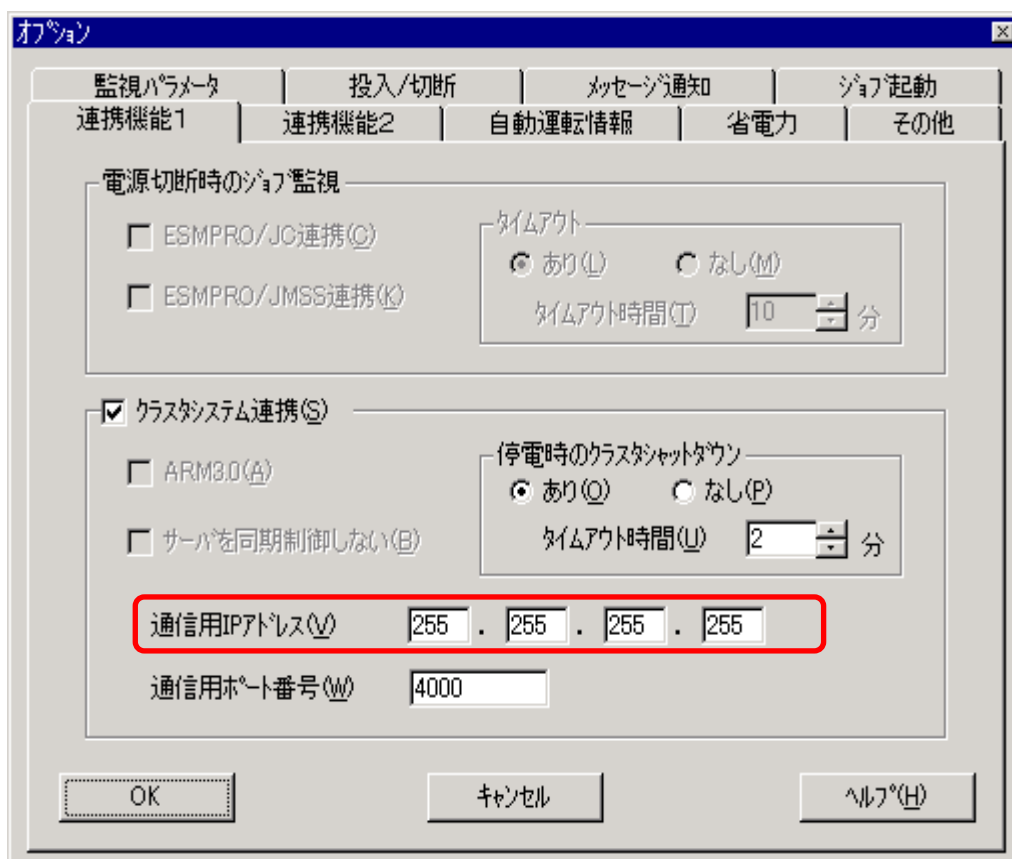 オプション
監視パラメータ 投入/切断 メッセージ通知 ジョブ起動
連携機能1 連携機能2 自動運転情報 省電力 その他
電源切断時のジョブ監視
ESMPRO/JC連携(C)
ESMPRO/JMSS連携(K)
タイムアウト
あり(L) なし(M)
タイムアウト時間(T) 10 分
クラスタシステム連携(S)
ARM3.0(A)
サーバを同期制御しない(B)
停電時のクラスタシャットダウン
あり(O) なし(P)
タイムアウト時間(U) 2 分
通信用IPアドレス(V) 255 . 255 . 255 . 255
通信用ポート番号(W) 4000
OK キャンセル ヘルプ(H)